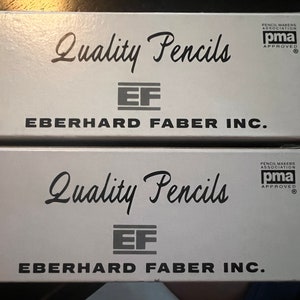 Quality Pencils
PENCIL MAKERS
ASSOCIATION
pma
APPROVED
®
EF
EBERHARD FABER INC.
Quality Pencils
PENCIL MAKERS
ASSOCIATION
pma
APPROVED
®
EF
EBERHARD FABER INC.